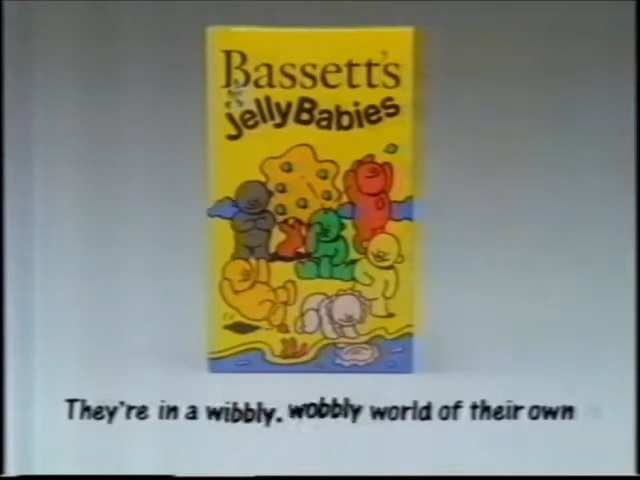 Bassett's
Jelly Babies
They're in a wibbly, wobbly world of their own